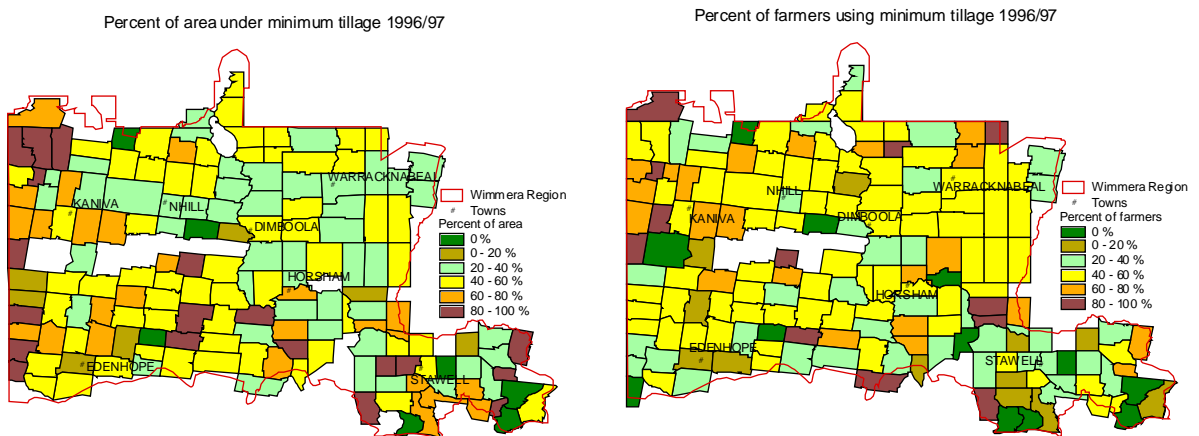 Percent of area under minimum tillage 1996/97
WARRACKNABEAL
KANIVA
NHILL
DIMBOOLA
HORSHAM
EDENHOPE
STAWELL
Wimmera Region
# Towns
Percent of area
0 %
0 - 20 %
20 - 40 %
40 - 60 %
60 - 80 %
80 - 100 %
Percent of farmers using minimum tillage 1996/97
WARRACKNABEAL
NHILL
KANIVA
DIMBOOLA
HORSHAM
EDENHOPE
STAWELL
Wimmera Region
# Towns
Percent of farmers
0 %
0 - 20 %
20 - 40 %
40 - 60 %
60 - 80 %
80 - 100 %